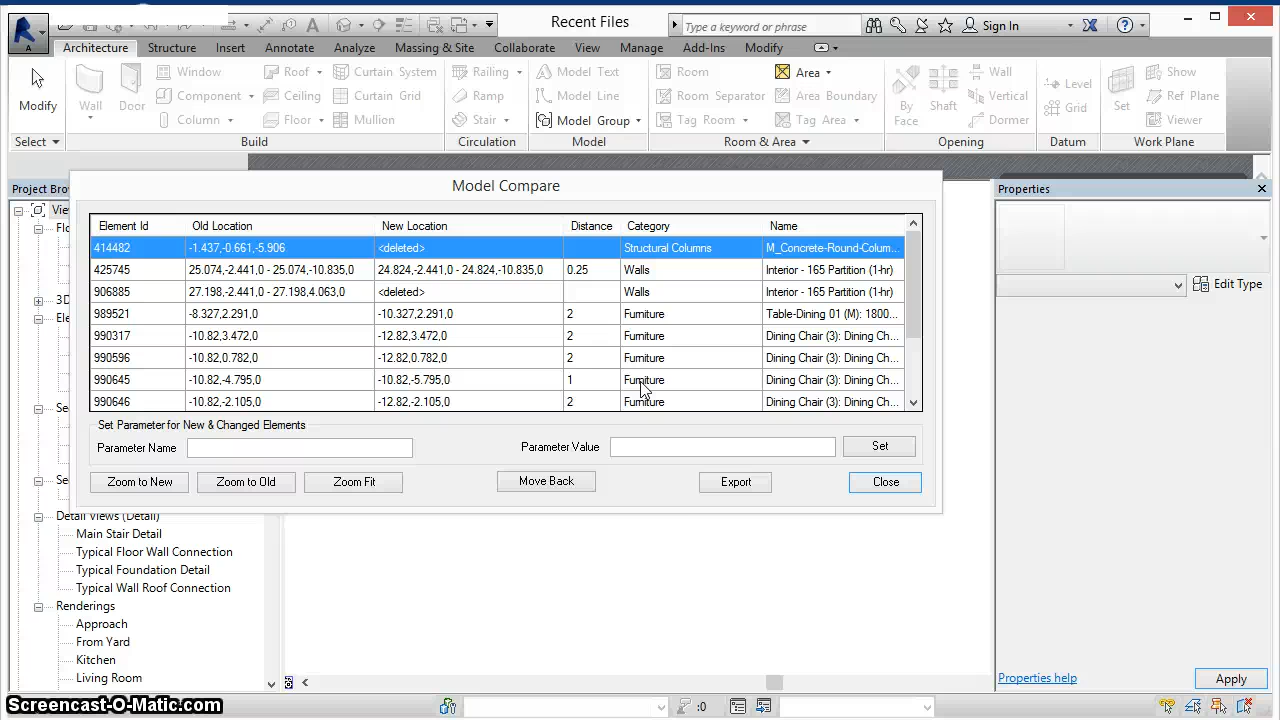 Recent Files
Type a keyword or phrase
Sign In
Architecture Structure Insert Annotate Analyze Massing & Site Collaborate View Manage Add-Ins Modify
Modify
Wall
Door
Window
Component
Column
Roof
Ceiling
Floor
Curtain System
Curtain Grid
Mullion
Railing
Ramp
Stair
Model Text
Model Line
Model Group
Room
Room Separator
Tag Room
Area
Area Boundary
Tag Area
By Face
Shaft
Wall
Vertical
Dormer
Level
Grid
Set
Show
Ref Plane
Viewer
Select Build Circulation Model Room & Area Opening Datum Work Plane
Project Bro
Properties
Model Compare
Element Id Old Location New Location Distance Category Name
414482 -1.437,-0.661,-5.906 <deleted> Structural Columns M_Concrete-Round-Colum...
425745 25.074,-2.441,0 - 25.074,-10.835,0 24.824,-2.441,0 - 24.824,-10.835,0 0.25 Walls Interior - 165 Partition (1-hr)
906885 27.198,-2.441,0 - 27.198,4.063,0 <deleted> Walls Interior - 165 Partition (1-hr)
989521 -8.327,2.291,0 -10.327,2.291,0 2 Furniture Table-Dining 01 (M): 1800...
990317 -10.82,3.472,0 -12.82,3.472,0 2 Furniture Dining Chair (3): Dining Ch...
990596 -10.82,0.782,0 -12.82,0.782,0 2 Furniture Dining Chair (3): Dining Ch...
990645 -10.82,-4.795,0 -10.82,-5.795,0 1 Furniture Dining Chair (3): Dining Ch...
990646 -10.82,-2.105,0 -12.82,-2.105,0 2 Furniture Dining Chair (3): Dining Ch...
Set Parameter for New & Changed Elements
Parameter Name Parameter Value Set
Zoom to New Zoom to Old Zoom Fit Move Back Export Close
Edit Type
Detail Views (Detail)
Main Stair Detail
Typical Floor Wall Connection
Typical Foundation Detail
Typical Wall Roof Connection
Renderings
Approach
From Yard
Kitchen
Living Room
Properties help
Apply
:0
Screencast-O-Matic.com